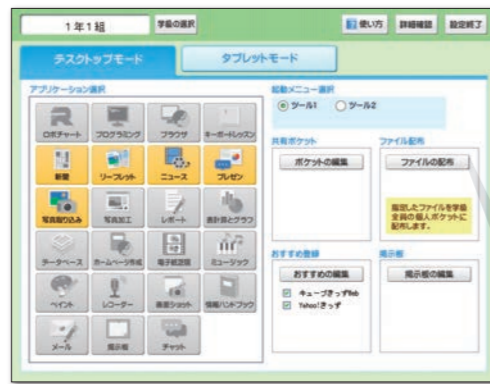 1年1組
学級の選択
使い方
詳細確認
設定終了
デスクトップモード
タブレットモード
アプリケーション選択
ロボチャート
プログラミング
ブラウザ
キーボードレッスン
新聞
リーフレット
ニュース
プレゼン
写真取り込み
写真加工
レポート
表計算とグラフ
データベース
ホームページ作成
電子紙芝居
ミュージック
ペイント
レコーダー
画面ショット
情報ハンドブック
メール
掲示板
チャット
起動メニュー選択
ツール1
ツール2
共有ポケット
ポケットの編集
ファイル配布
ファイルの配布
指定したファイルを学級
全員の個人ポケットに
配布します。
おすすめ登録
おすすめの編集
キューブきっずWeb
Yahoo!きっず
掲示板
掲示板の編集